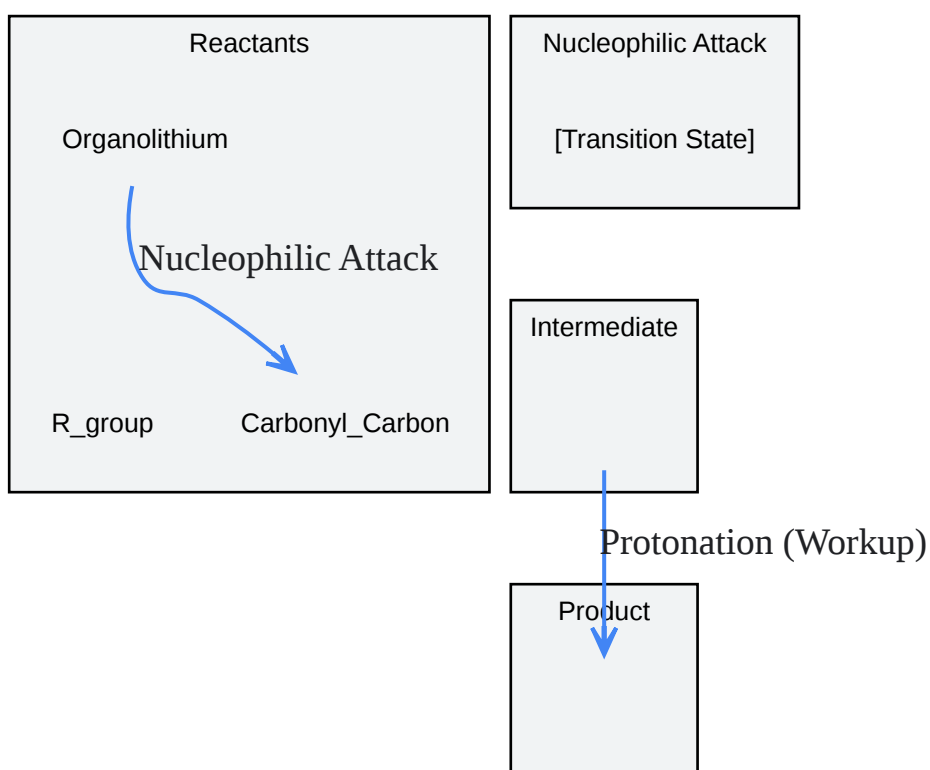 Reactants
Organolithium
Nucleophilic Attack
R_group
Carbonyl_Carbon
Nucleophilic Attack
[Transition State]
Intermediate
Protonation (Workup)
Product